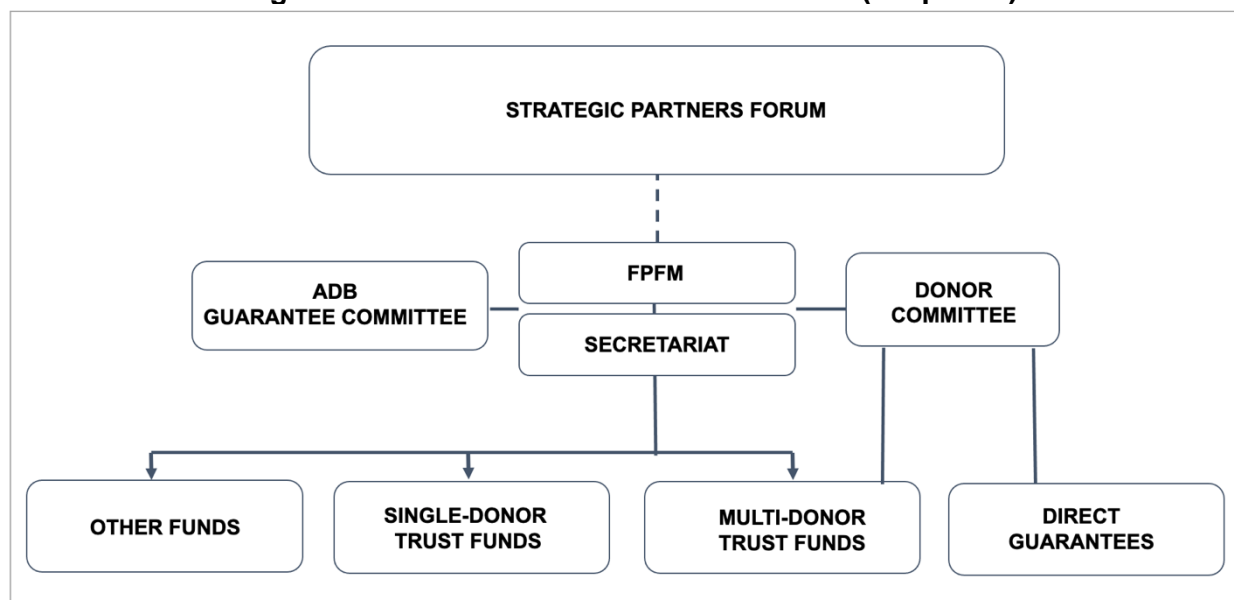 STRATEGIC PARTNERS FORUM
FPFM
ADB
GUARANTEE COMMITTEE
DONOR
COMMITTEE
SECRETARIAT
OTHER FUNDS
SINGLE-DONOR
TRUST FUNDS
MULTI-DONOR
TRUST FUNDS
DIRECT
GUARANTEES